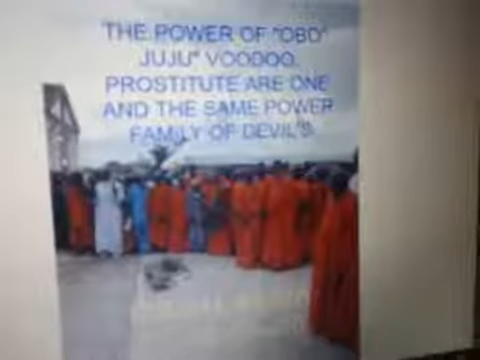 THE POWER OF "OBO"
JUJU" VOODOO.
PROSTITUTE ARE ONE
AND THE SAME POWER
FAMILY OF DEVIL'S